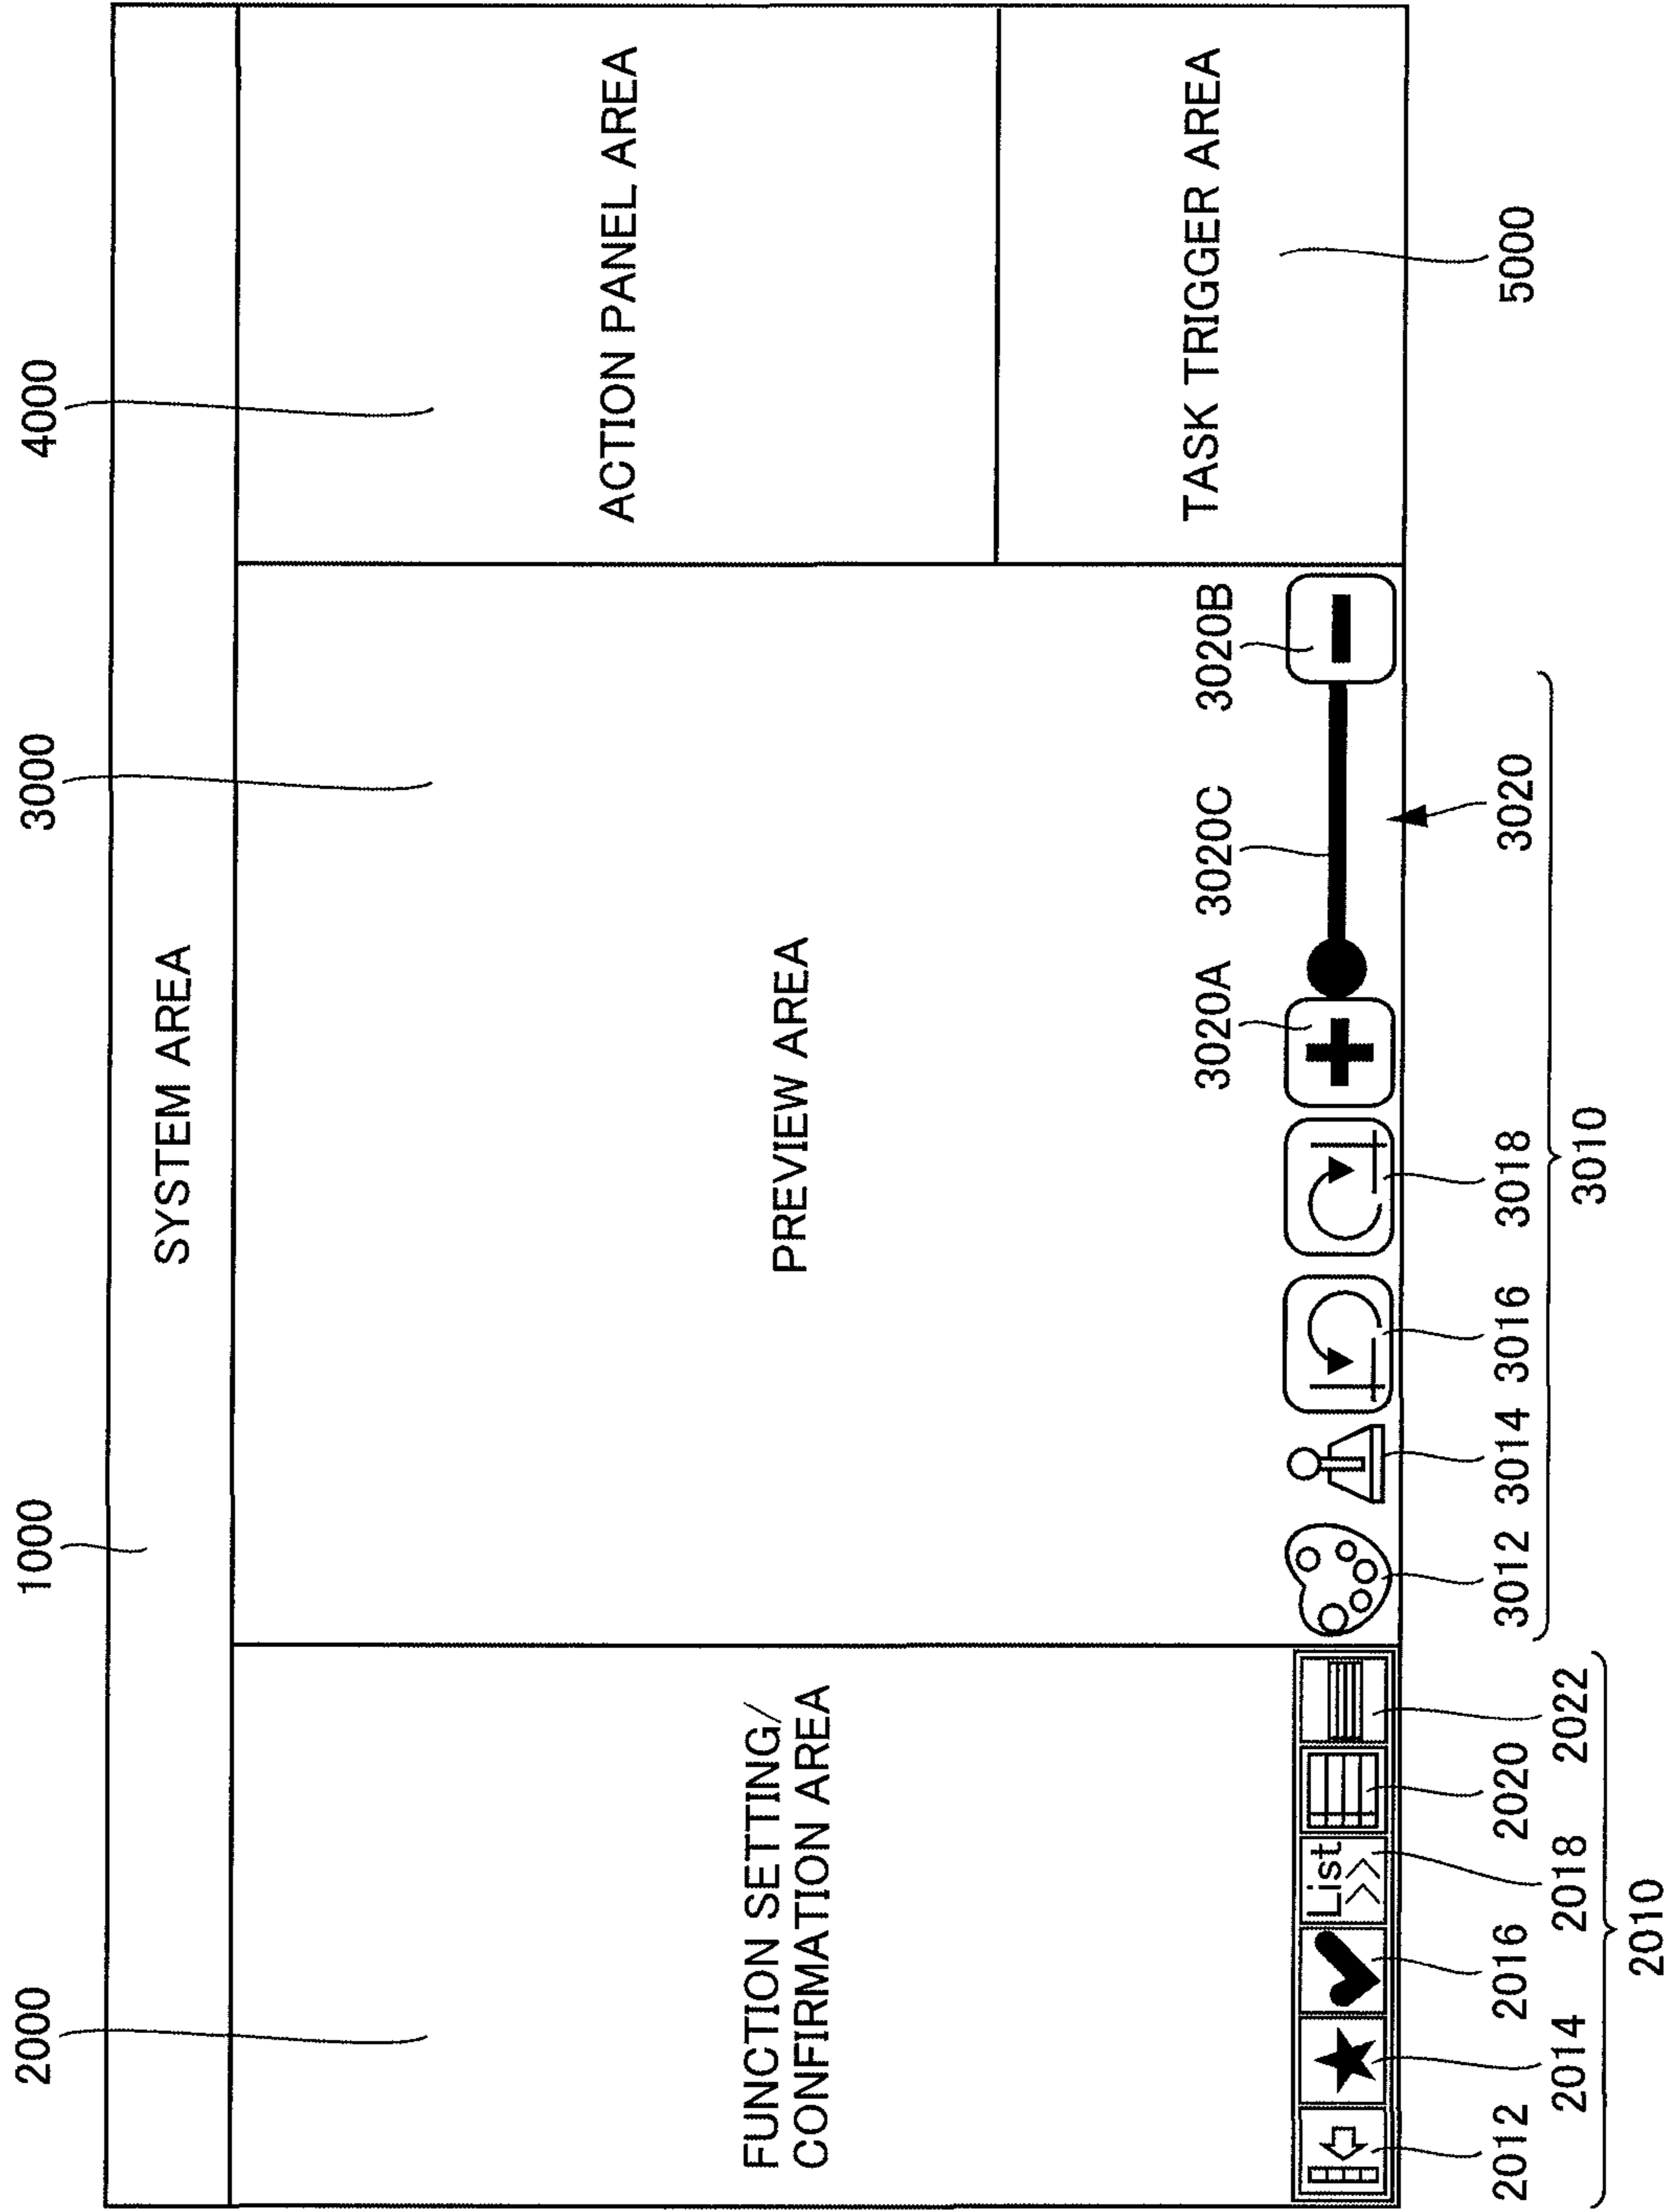 2000
1000
3000
4000
SYSTEM AREA
FUNCTION SETTING/
CONFIRMATION AREA
PREVIEW AREA
ACTION PANEL AREA
TASK TRIGGER AREA
3020A
3020C
3020B
List
2012
2014
2016
2018
2020
2022
2010
3012
3014
3016
3018
3020
3010
5000